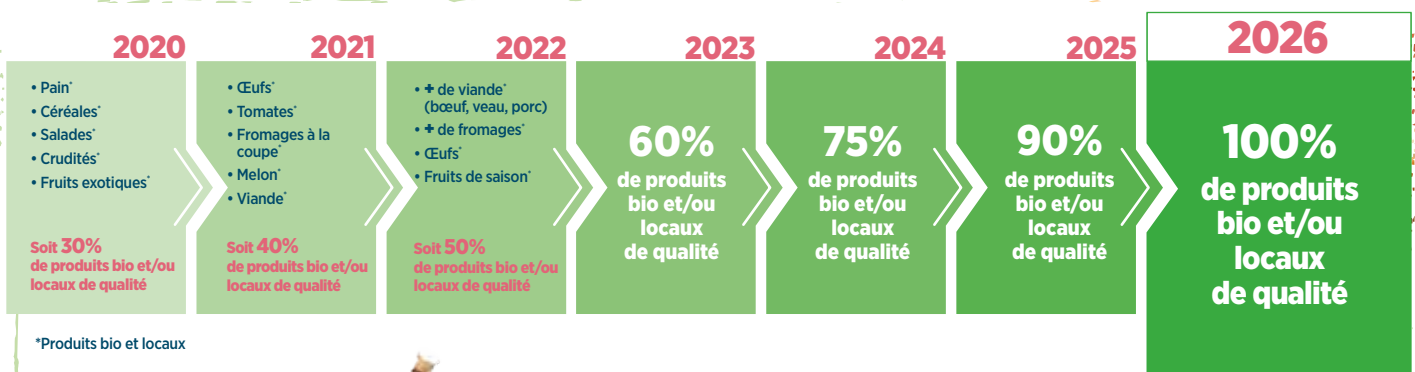 2020
• Pain*
• Céréales*
• Salades*
• Crudités*
• Fruits exotiques*
Soit 30%
de produits bio et/ou
locaux de qualité
2021
• Œufs*
• Tomates*
• Fromages à la
coupe*
• Melon*
• Viande*
Soit 40%
de produits bio et/ou
locaux de qualité
2022
• + de viande*
(bœuf, veau, porc)
• + de fromages*
• Œufs*
• Fruits de saison*
Soit 50%
de produits bio et/ou
locaux de qualité
2023
60%
de produits
bio et/ou
locaux
de qualité
2024
75%
de produits
bio et/ou
locaux
de qualité
2025
90%
de produits
bio et/ou
locaux
de qualité
2026
100%
de produits
bio et/ou
locaux
de qualité
*Produits bio et locaux